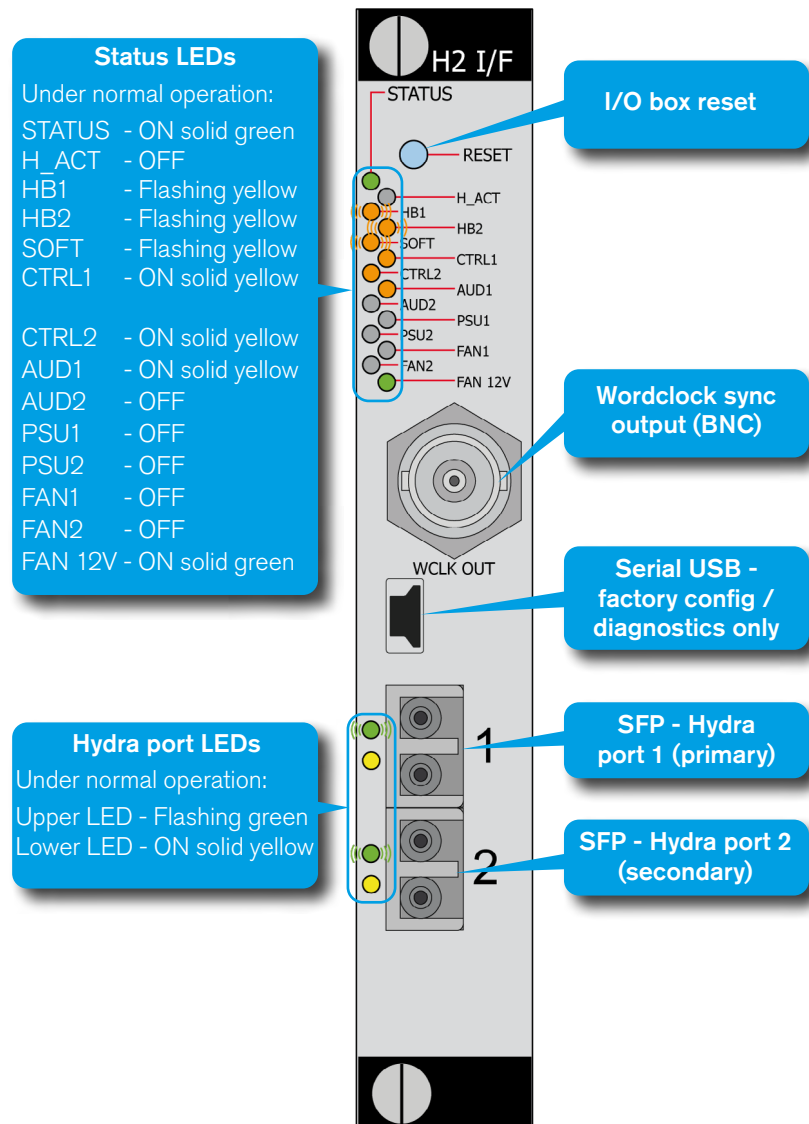 Status LEDs
Under normal operation:
STATUS - ON solid green
H_ACT - OFF
HB1 - Flashing yellow
HB2 - Flashing yellow
SOFT - Flashing yellow
CTRL1 - ON solid yellow
CTRL2 - ON solid yellow
AUD1 - ON solid yellow
AUD2 - OFF
PSU1 - OFF
PSU2 - OFF
FAN1 - OFF
FAN2 - OFF
FAN 12V - ON solid green
Hydra port LEDs
Under normal operation:
Upper LED - Flashing green
Lower LED - ON solid yellow
H2 I/F
STATUS
RESET
H_ACT
HB1
HB2
SOFT
CTRL1
CTRL2
AUD1
AUD2
PSU1
PSU2
FAN1
FAN2
FAN 12V
WCLK OUT
1
2
I/O box reset
Wordclock sync
output (BNC)
Serial USB -
factory config /
diagnostics only
SFP - Hydra
port 1 (primary)
SFP - Hydra port 2
(secondary)